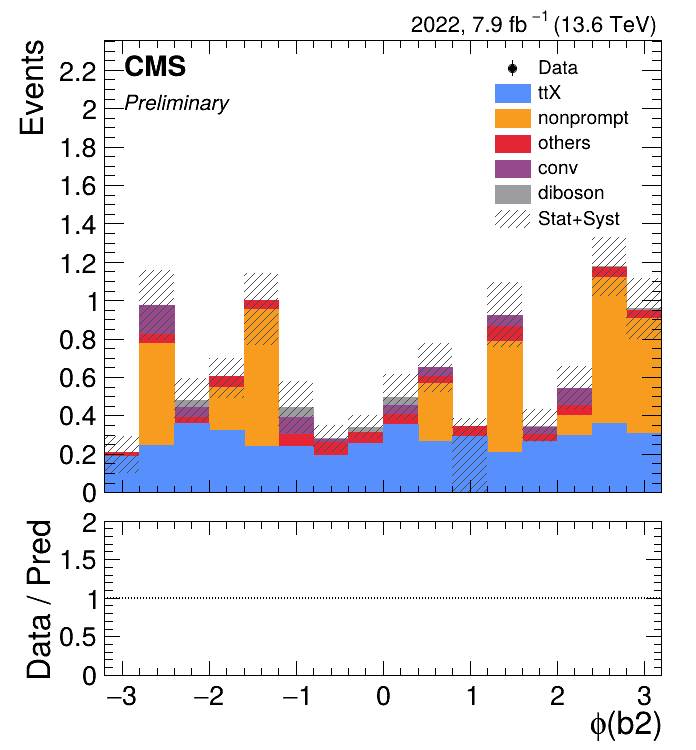 2022, 7.9 fb⁻¹ (13.6 TeV)
CMS
Preliminary
Data
ttX
nonprompt
others
conv
diboson
Stat+Syst
Events
2.2
2
1.8
1.6
1.4
1.2
1
0.8
0.6
0.4
0.2
0
Data / Pred
2
1.5
1
0.5
0
−3 −2 −1 0 1 2 3
ϕ(b2)